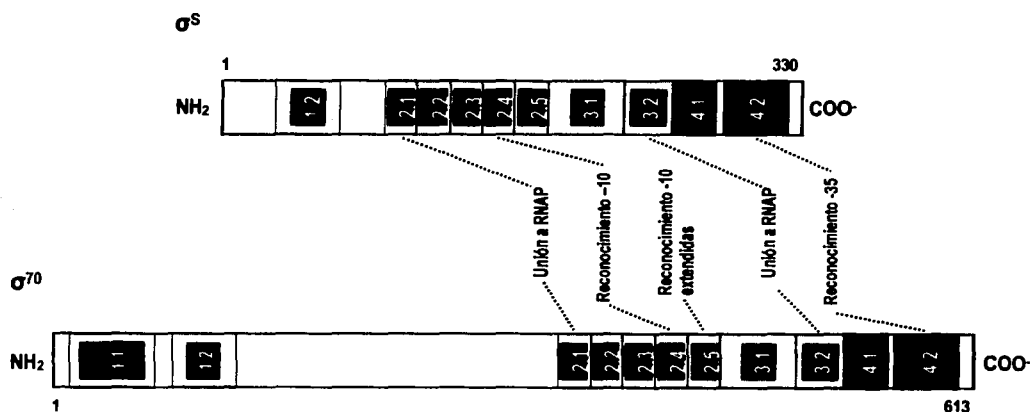 σS
1
330
NH2
1 2
2.1
2.2
2.3
2.4
2.5
3 1
3 2
4 1
4 2
COO-
Unión a RNAP
Reconocimiento –10
Reconocimiento -10
extendidas
Unión a RNAP
Reconocimiento -35
σ70
NH2
1 1
1 2
2.1
2.2
2.3
2.4
2.5
3 1
3 2
4 1
4 2
COO-
1
613